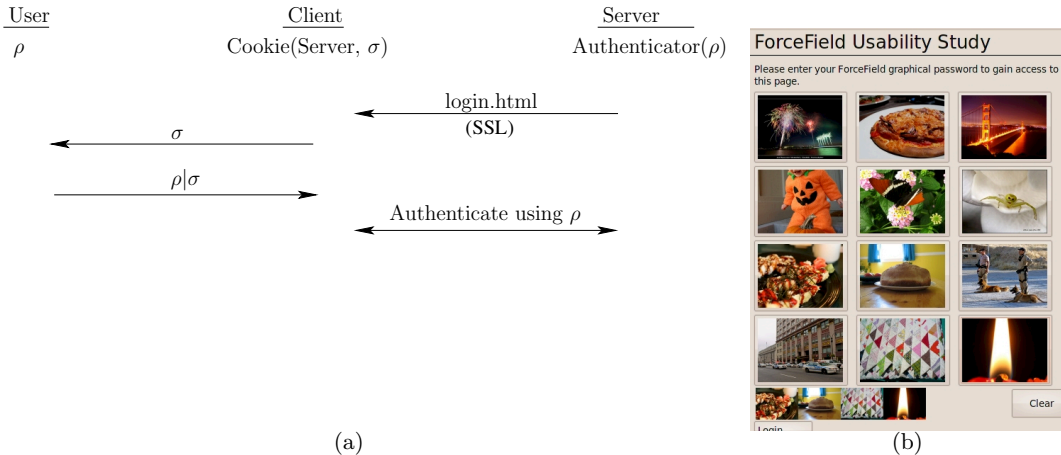 User
Client
Server
ρ
Cookie(Server, σ)
Authenticator(ρ)
login.html
(SSL)
σ
ρ|σ
Authenticate using ρ
(a)
ForceField Usability Study
Please enter your ForceField graphical password to gain access to
this page.
Clear
Login
(b)